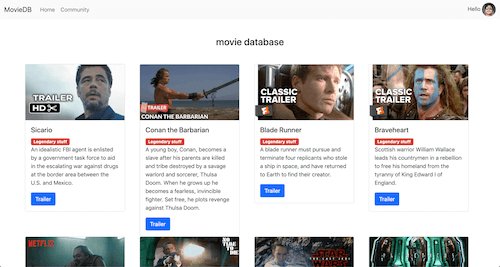 MovieDB Home Community Hello
movie database
TRAILER
HD
TRAILER
CONAN THE BARBARIAN
CLASSIC
TRAILER
CLASSIC
TRAILER
Sicario
Legendary stuff
An idealistic FBI agent is enlisted
by a government task force to aid
in the escalating war against drugs
at the border area between the
U.S. and Mexico.
Trailer
Conan the Barbarian
Legendary stuff
A young boy, Conan, becomes a
slave after his parents are killed
and tribe destroyed by a savage
warlord and sorcerer, Thulsa
Doom. When he grows up he
becomes a fearless, invincible
fighter. Set free, he plots revenge
against Thulsa Doom.
Trailer
Blade Runner
Legendary stuff
A blade runner must pursue and
terminate four replicants who stole
a ship in space, and have returned
to Earth to find their creator.
Trailer
Braveheart
Legendary stuff
Scottish warrior William Wallace
leads his countrymen in a rebellion
to free his homeland from the
tyranny of King Edward I of
England.
Trailer
NETFLIX
NO TIME
TO DIE